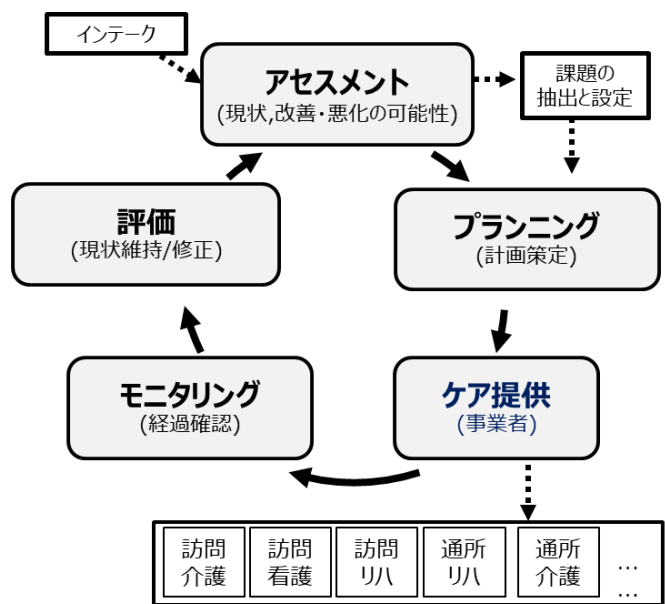 インテーク
アセスメント
(現状,改善・悪化の可能性)
課題の
抽出と設定
評価
(現状維持/修正)
プランニング
(計画策定)
モニタリング
(経過確認)
ケア提供
(事業者)
訪問
介護
訪問
看護
訪問
リハ
通所
リハ
通所
介護
…
…